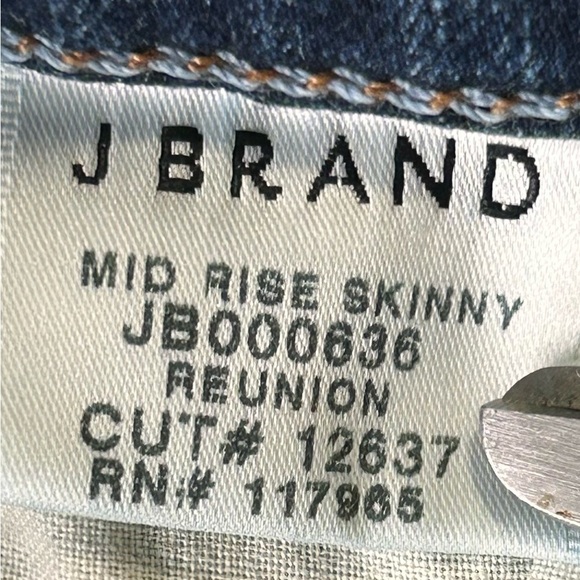 J BRAND
MID RISE SKINNY
JB000636
REUNION
CUT# 12637
RN# 117965